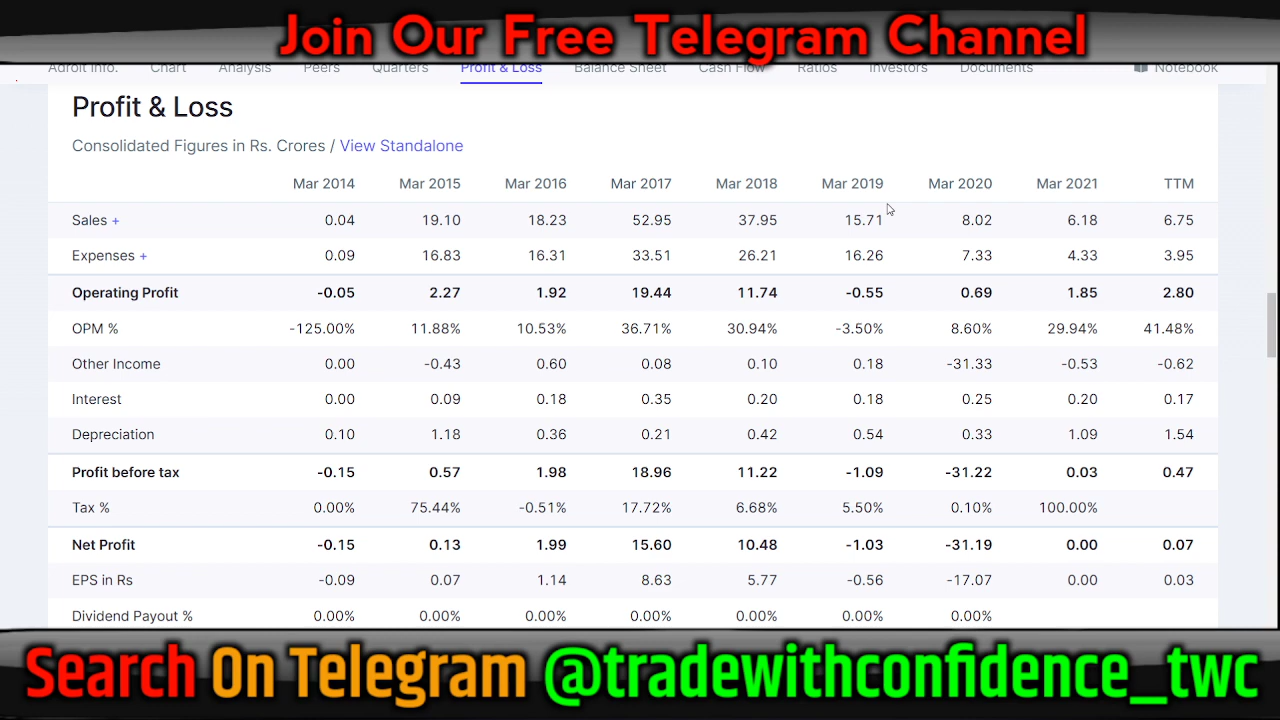 Join Our Free Telegram Channel
Adroit Info. Chart Analysis Peers Quarters Profit & Loss Balance Sheet Cash Flow Ratios Investors Documents Notebook
Profit & Loss
Consolidated Figures in Rs. Crores / View Standalone
Mar 2014 Mar 2015 Mar 2016 Mar 2017 Mar 2018 Mar 2019 Mar 2020 Mar 2021 TTM
Sales + 0.04 19.10 18.23 52.95 37.95 15.71 8.02 6.18 6.75
Expenses + 0.09 16.83 16.31 33.51 26.21 16.26 7.33 4.33 3.95
Operating Profit -0.05 2.27 1.92 19.44 11.74 -0.55 0.69 1.85 2.80
OPM % -125.00% 11.88% 10.53% 36.71% 30.94% -3.50% 8.60% 29.94% 41.48%
Other Income 0.00 -0.43 0.60 0.08 0.10 0.18 -31.33 -0.53 -0.62
Interest 0.00 0.09 0.18 0.35 0.20 0.18 0.25 0.20 0.17
Depreciation 0.10 1.18 0.36 0.21 0.42 0.54 0.33 1.09 1.54
Profit before tax -0.15 0.57 1.98 18.96 11.22 -1.09 -31.22 0.03 0.47
Tax % 0.00% 75.44% -0.51% 17.72% 6.68% 5.50% 0.10% 100.00%
Net Profit -0.15 0.13 1.99 15.60 10.48 -1.03 -31.19 0.00 0.07
EPS in Rs -0.09 0.07 1.14 8.63 5.77 -0.56 -17.07 0.00 0.03
Dividend Payout % 0.00% 0.00% 0.00% 0.00% 0.00% 0.00% 0.00%
Search On Telegram @tradewithconfidence_twc